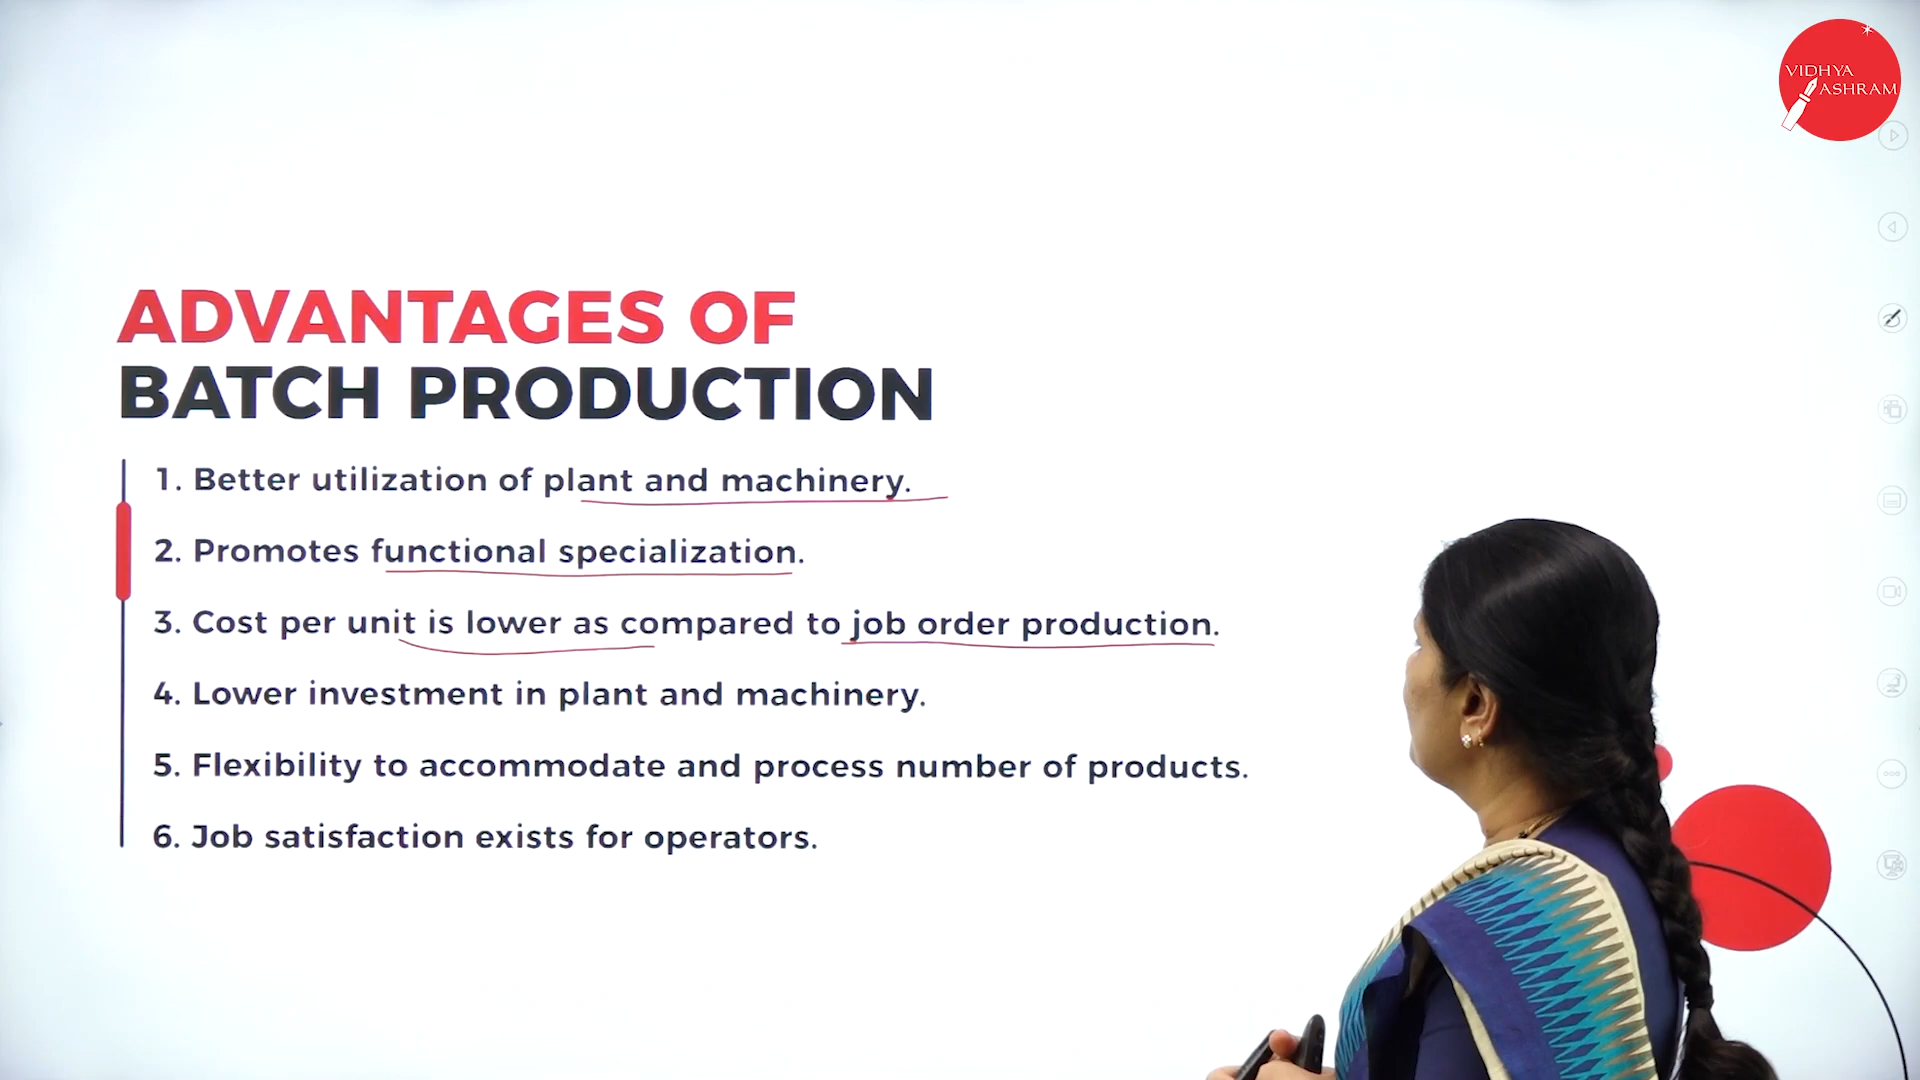 VIDHYA
ASHRAM
ADVANTAGES OF
BATCH PRODUCTION
1. Better utilization of plant and machinery.
2. Promotes functional specialization.
3. Cost per unit is lower as compared to job order production.
4. Lower investment in plant and machinery.
5. Flexibility to accommodate and process number of products.
6. Job satisfaction exists for operators.